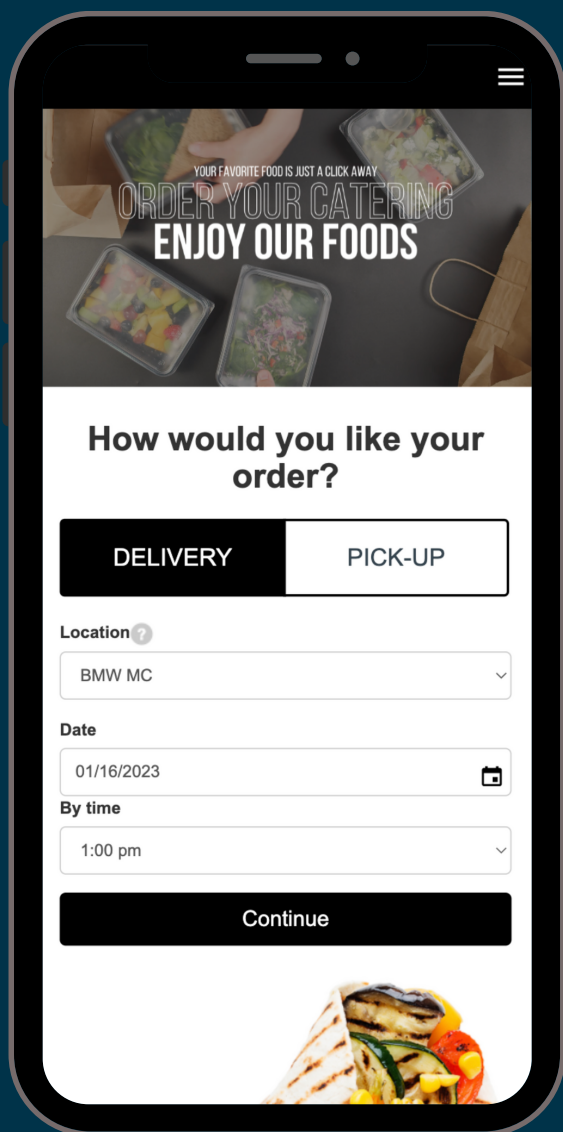 YOUR FAVORITE FOOD IS JUST A CLICK AWAY
ORDER YOUR CATERING
ENJOY OUR FOODS
How would you like your
order?
DELIVERY PICK-UP
Location ?
BMW MC
Date
01/16/2023
By time
1:00 pm
Continue